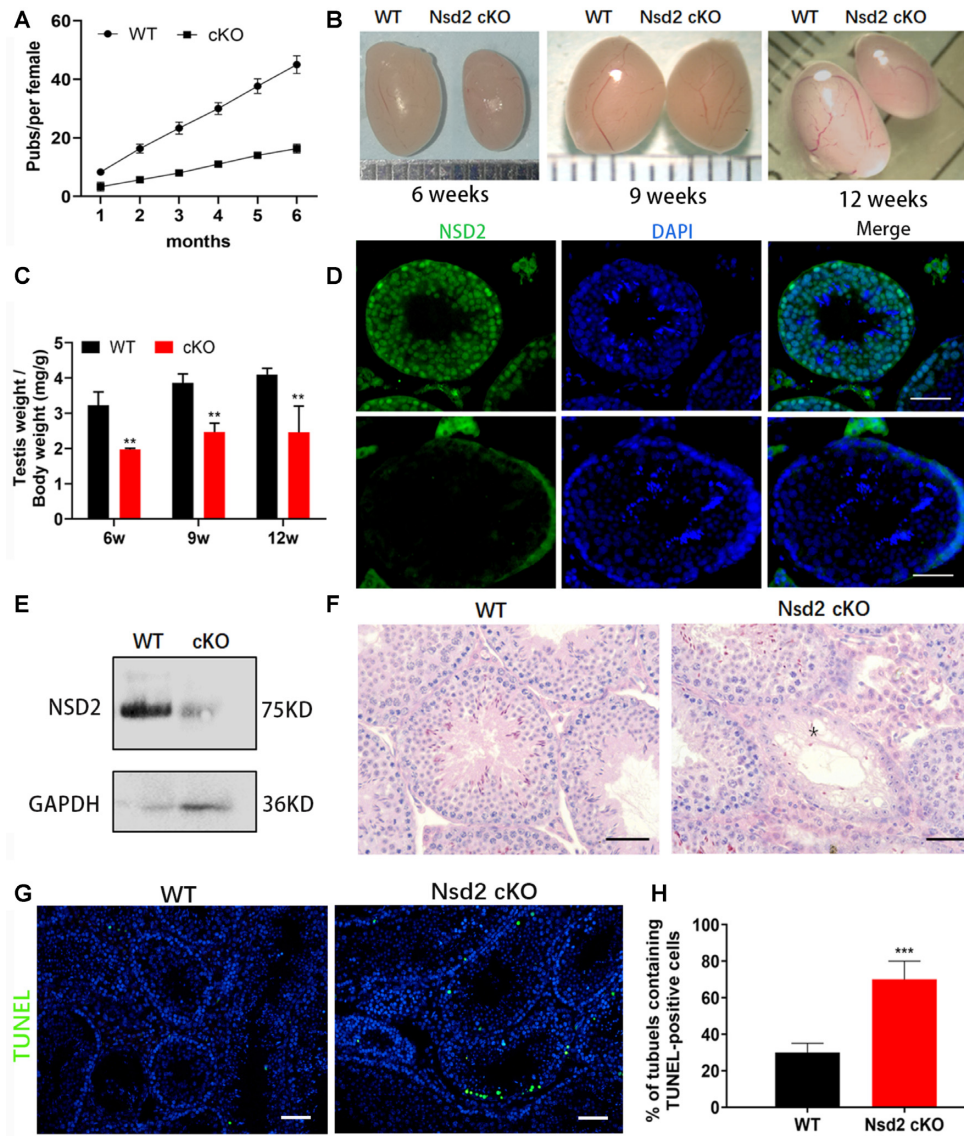 A
60
40
20
0
Pubs/per female
WT
cKO
1 2 3 4 5 6
months
B
WT Nsd2 cKO
WT Nsd2 cKO
WT Nsd2 cKO
6 weeks
9 weeks
12 weeks
C
Testis weight /
Body weight (mg/g)
WT cKO
5
4
3
2
1
0
**
**
**
6w 9w 12w
D
NSD2 DAPI Merge
E
WT cKO
NSD2 75KD
GAPDH 36KD
F
WT Nsd2 cKO
*
G
WT Nsd2 cKO
TUNEL
H
% of tubuels containing
TUNEL-positive cells
100
80
60
40
20
0
***
WT Nsd2 cKO